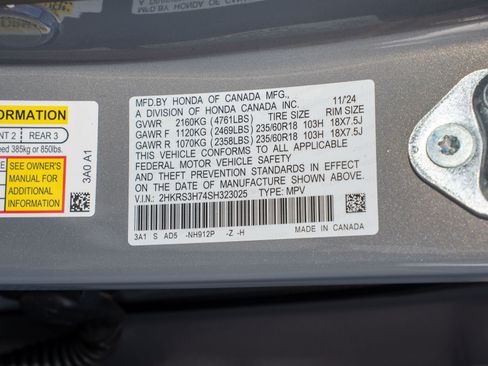 MFD.BY HONDA OF CANADA MFG., 11/24
A DIVISION OF HONDA CANADA INC.
GVWR 2160KG (4761LBS) TIRE SIZE RIM SIZE
GAWR F 1120KG (2469LBS) 235/60R18 103H 18X7.5J
GAWR R 1070KG (2358LBS) 235/60R18 103H 18X7.5J
THIS VEHICLE CONFORMS TO ALL APPLICABLE
FEDERAL MOTOR VEHICLE SAFETY
AND THEFT PREVENTION STANDARDS IN EFFECT
ON THE DATE OF MANUFACTURE SHOWN ABOVE.
V.I.N.: 2HKRS3H74SH323025 TYPE: MPV
3A1 S AD5 -NH912P -Z -H
MADE IN CANADA
FORMATION
NT 2 REAR 3
eed 385kg or 850lbs.
SEE OWNER'S
MANUAL FOR
ADDITIONAL
INFORMATION
3A0 A1